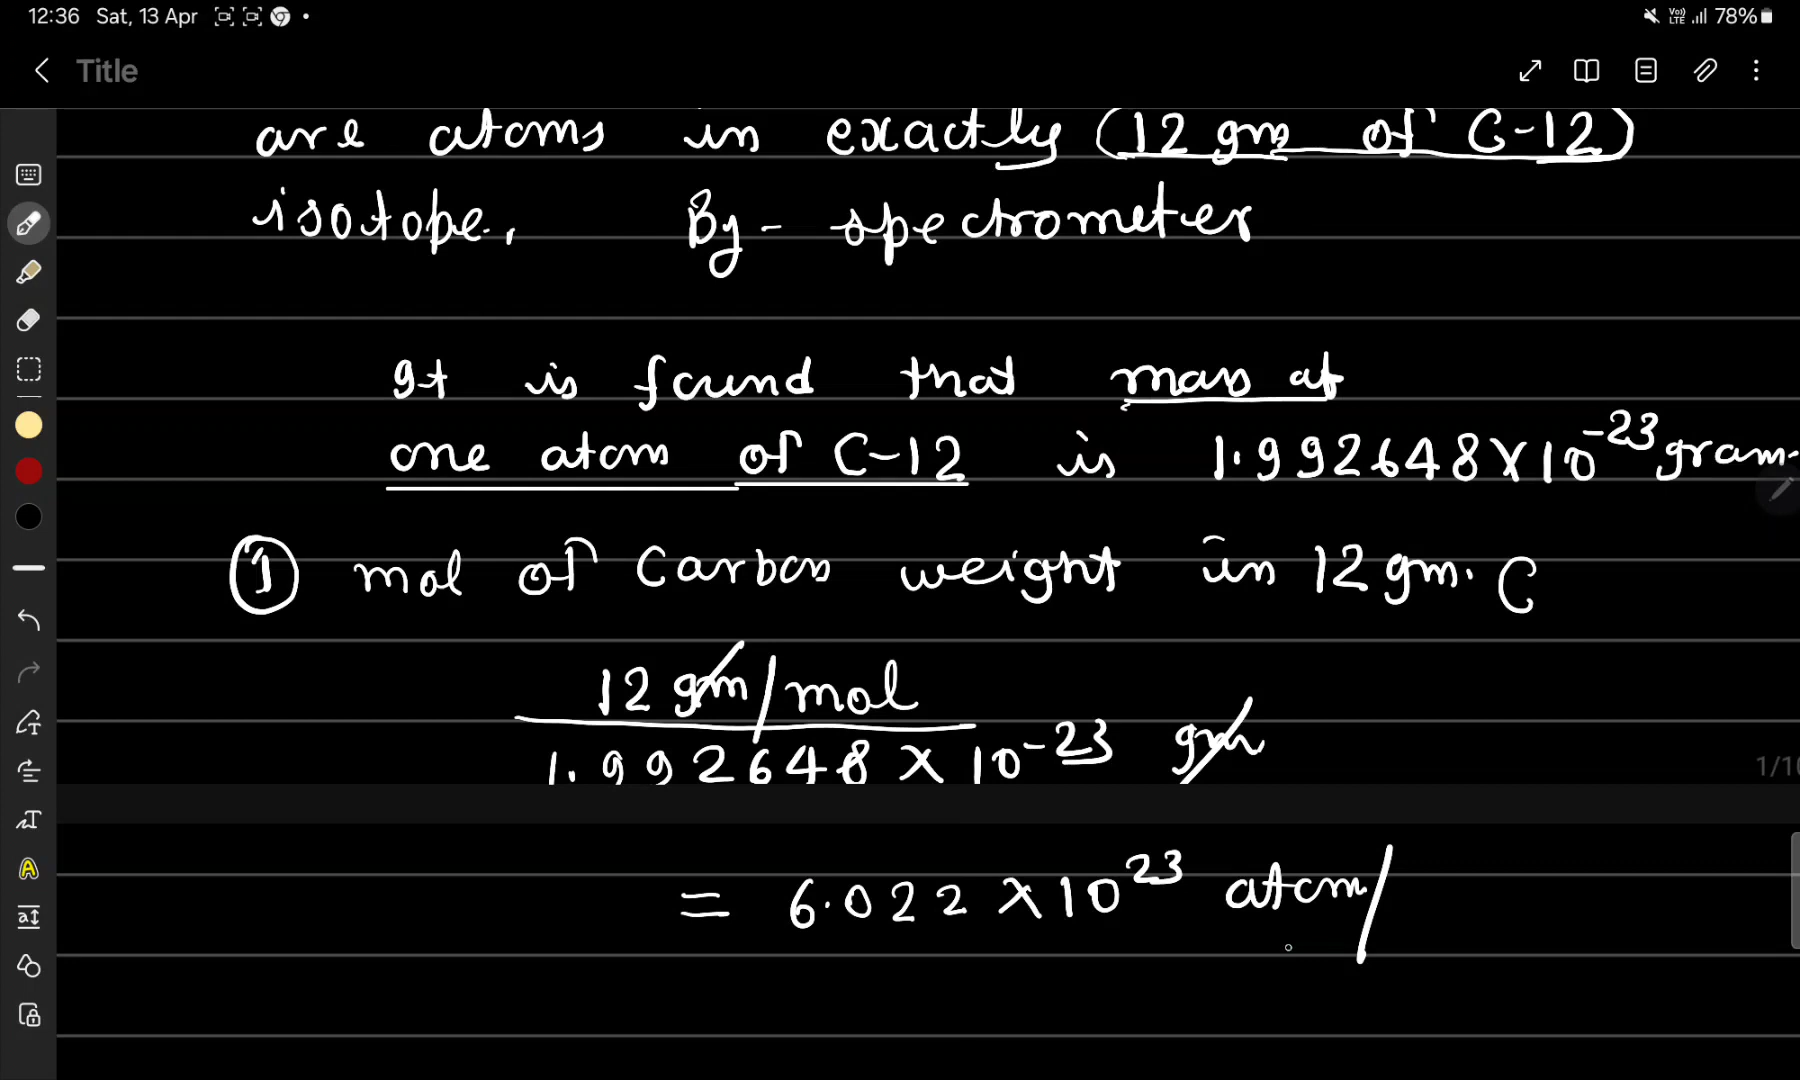 12:36 Sat, 13 Apr 78%
Title
are atoms in exactly (12 gm of C-12)
isotope. By - spectrometer
It is found that mass of
one atom of C-12 is 1.992648 X 10^-23 gram.
① mol of Carbon weight in 12 gm. C
12 gm/mol
1.992648 X 10^-23 gm
= 6.022 X 10^23 atom/